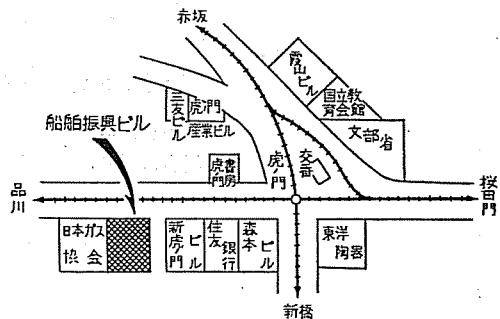 赤坂
霞山ビル
国立教
育会館
文部省
三友ビル
虎ノ門
産業ビル
船舶振興ビル
虎ノ門
書房
虎ノ門
交番
品川
桜田門
日本ガス
協会
新虎ノ門
ビル
住友
銀行
森本
ビル
東洋
陶器
新橋